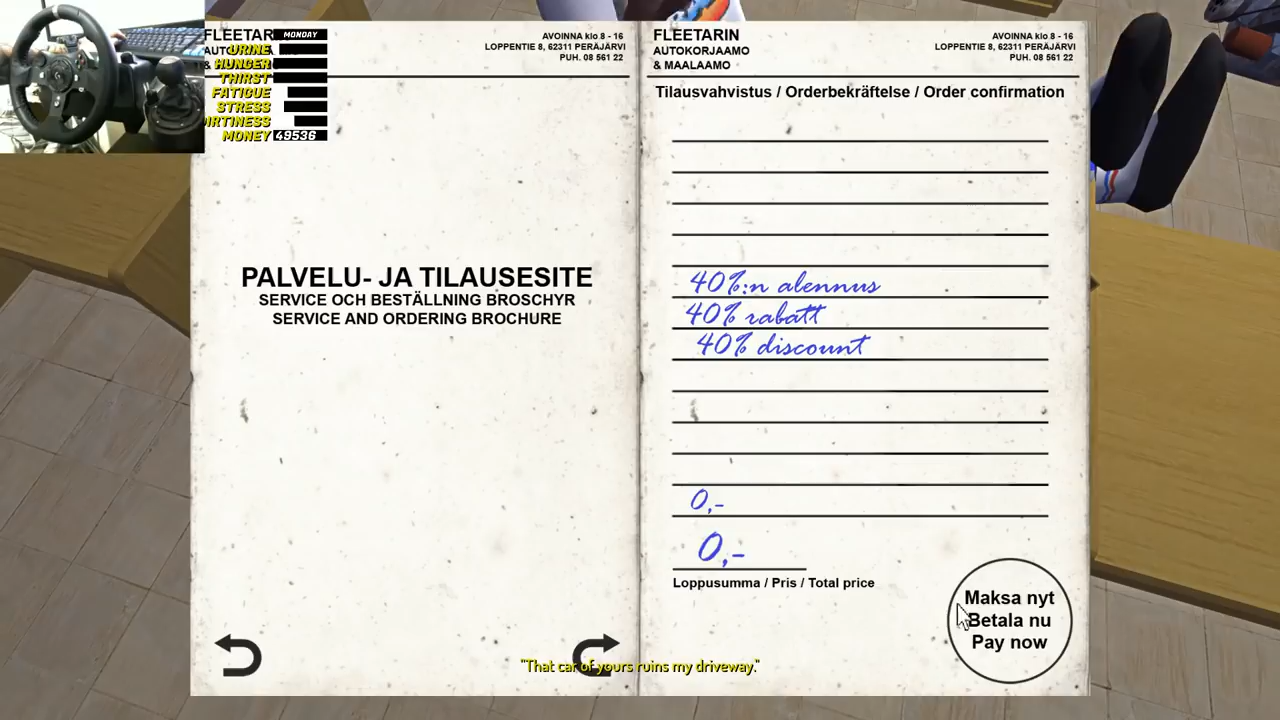 MONDAY
URINE
HUNGER
THIRST
FATIGUE
STRESS
DIRTINESS
MONEY 49536
FLEETARIN
AVOINNA klo 8 - 16
LOPPENTIE 8, 62311 PERÄJÄRVI
PUH. 08 561 22
PALVELU- JA TILAUSESITE
SERVICE OCH BESTÄLLNING BROSCHYR
SERVICE AND ORDERING BROCHURE
FLEETARIN
AUTOKORJAAMO
& MAALAAMO
AVOINNA klo 8 - 16
LOPPENTIE 8, 62311 PERÄJÄRVI
PUH. 08 561 22
Tilausvahvistus / Orderbekräftelse / Order confirmation
40%:n alennus
40% rabatt
40% discount
0,-
0,-
Loppusumma / Pris / Total price
Maksa nyt
Betala nu
Pay now
"That car of yours ruins my driveway."